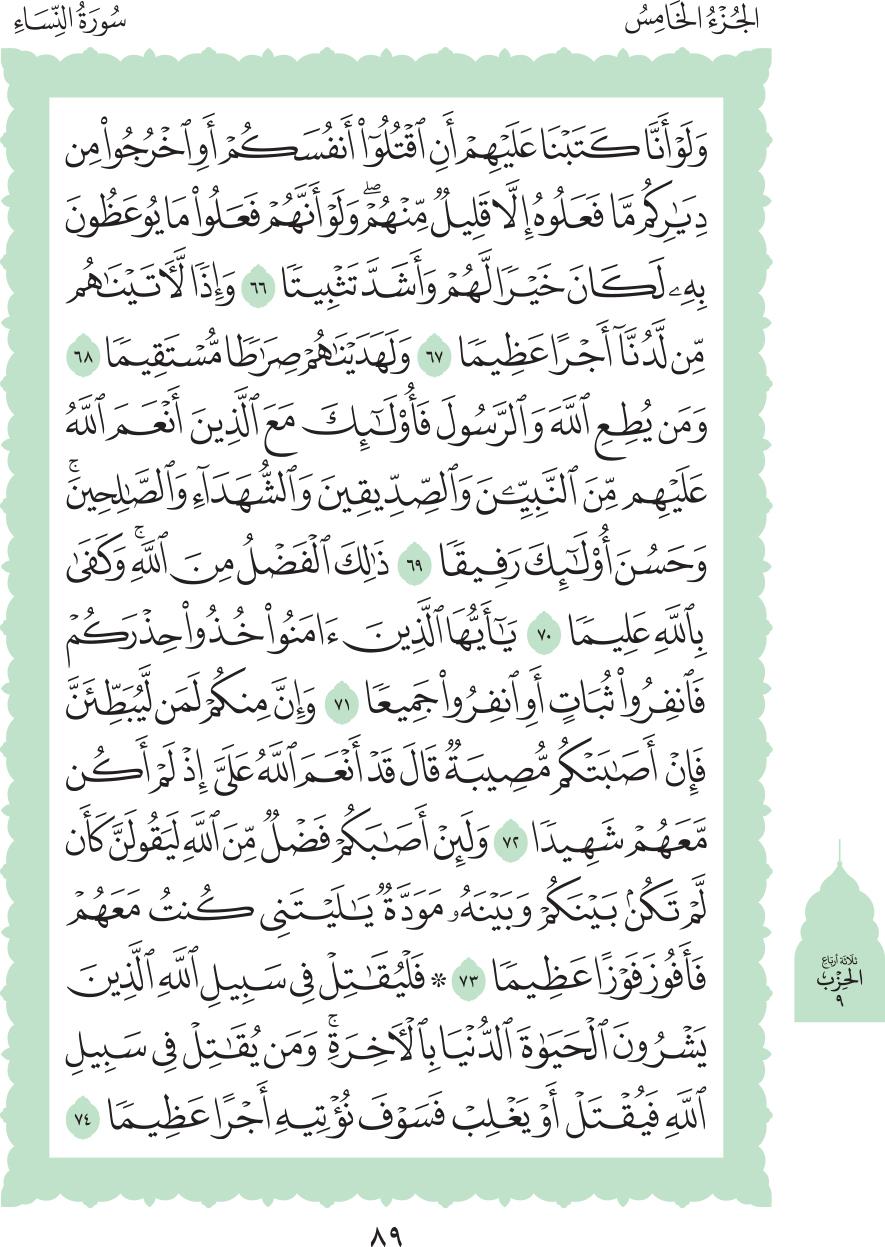 الجُزْءُ الخَامِسُ
سُورَةُ النِّسَاءِ
وَلَوۡ أَنَّا كَتَبۡنَا عَلَيۡهِمۡ أَنِ ٱقۡتُلُوٓاْ أَنفُسَكُمۡ أَوِ ٱخۡرُجُواْ مِن
دِيَٰرِكُم مَّا فَعَلُوهُ إِلَّا قَلِيلٞ مِّنۡهُمۡۖ وَلَوۡ أَنَّهُمۡ فَعَلُواْ مَا يُوعَظُونَ
بِهِۦ لَكَانَ خَيۡرٗا لَّهُمۡ وَأَشَدَّ تَثۡبِيتٗا ٦٦ وَإِذٗا لَّأٓتَيۡنَٰهُم
مِّن لَّدُنَّآ أَجۡرًا عَظِيمٗا ٦٧ وَلَهَدَيۡنَٰهُمۡ صِرَٰطٗا مُّسۡتَقِيمٗا ٦٨
وَمَن يُطِعِ ٱللَّهَ وَٱلرَّسُولَ فَأُوْلَٰٓئِكَ مَعَ ٱلَّذِينَ أَنۡعَمَ ٱللَّهُ
عَلَيۡهِم مِّنَ ٱلنَّبِيِّـۧنَ وَٱلصِّدِّيقِينَ وَٱلشُّهَدَآءِ وَٱلصَّٰلِحِينَۚ
وَحَسُنَ أُوْلَٰٓئِكَ رَفِيقٗا ٦٩ ذَٰلِكَ ٱلۡفَضۡلُ مِنَ ٱللَّهِۚ وَكَفَىٰ
بِٱللَّهِ عَلِيمٗا ٧٠ يَٰٓأَيُّهَا ٱلَّذِينَ ءَامَنُواْ خُذُواْ حِذۡرَكُمۡ
فَٱنفِرُواْ ثُبَاتٍ أَوِ ٱنفِرُواْ جَمِيعٗا ٧١ وَإِنَّ مِنكُمۡ لَمَن لَّيُبَطِّئَنَّ
فَإِنۡ أَصَٰبَتۡكُم مُّصِيبَةٞ قَالَ قَدۡ أَنۡعَمَ ٱللَّهُ عَلَيَّ إِذۡ لَمۡ أَكُن
مَّعَهُمۡ شَهِيدٗا ٧٢ وَلَئِنۡ أَصَٰبَكُمۡ فَضۡلٞ مِّنَ ٱللَّهِ لَيَقُولَنَّ كَأَن
لَّمۡ تَكُنۢ بَيۡنَكُمۡ وَبَيۡنَهُۥ مَوَدَّةٞ يَٰلَيۡتَنِي كُنتُ مَعَهُمۡ
فَأَفُوزَ فَوۡزًا عَظِيمٗا ٧٣ * فَلۡيُقَٰتِلۡ فِي سَبِيلِ ٱللَّهِ ٱلَّذِينَ
يَشۡرُونَ ٱلۡحَيَوٰةَ ٱلدُّنۡيَا بِٱلۡأٓخِرَةِۚ وَمَن يُقَٰتِلۡ فِي سَبِيلِ
ٱللَّهِ فَيُقۡتَلۡ أَوۡ يَغۡلِبۡ فَسَوۡفَ نُؤۡتِيهِ أَجۡرًا عَظِيمٗا ٧٤
ثلاثة أرباع
الحِزْب
٩
٨٩